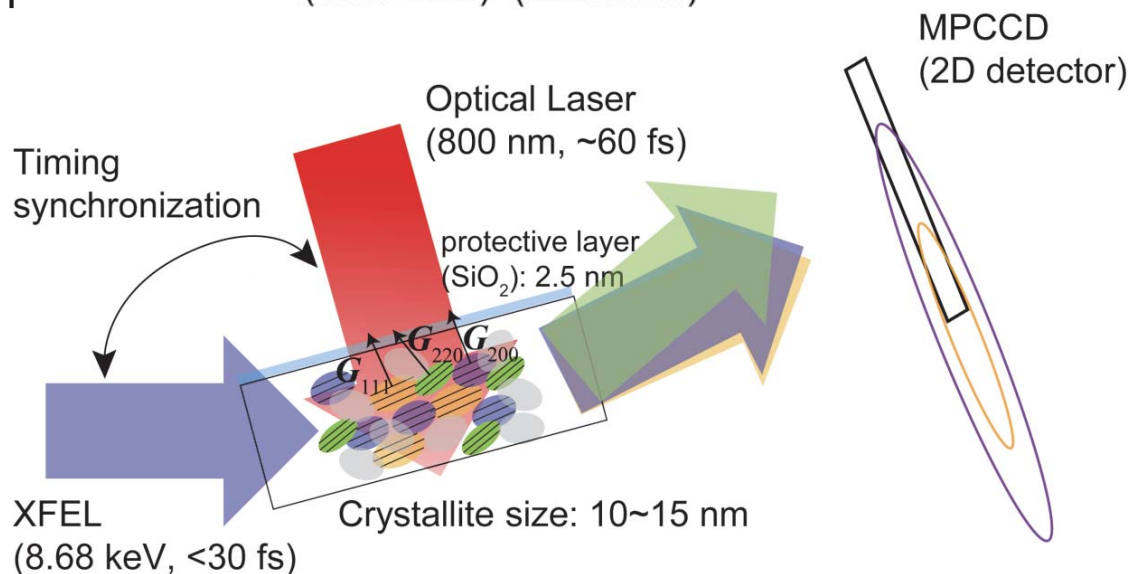 MPCCD
(2D detector)
Optical Laser
(800 nm, ~60 fs)
Timing
synchronization
protective layer
(SiO₂): 2.5 nm
G₁₁₁
G₂₂₀
G₂₀₀
XFEL
(8.68 keV, <30 fs)
Crystallite size: 10~15 nm